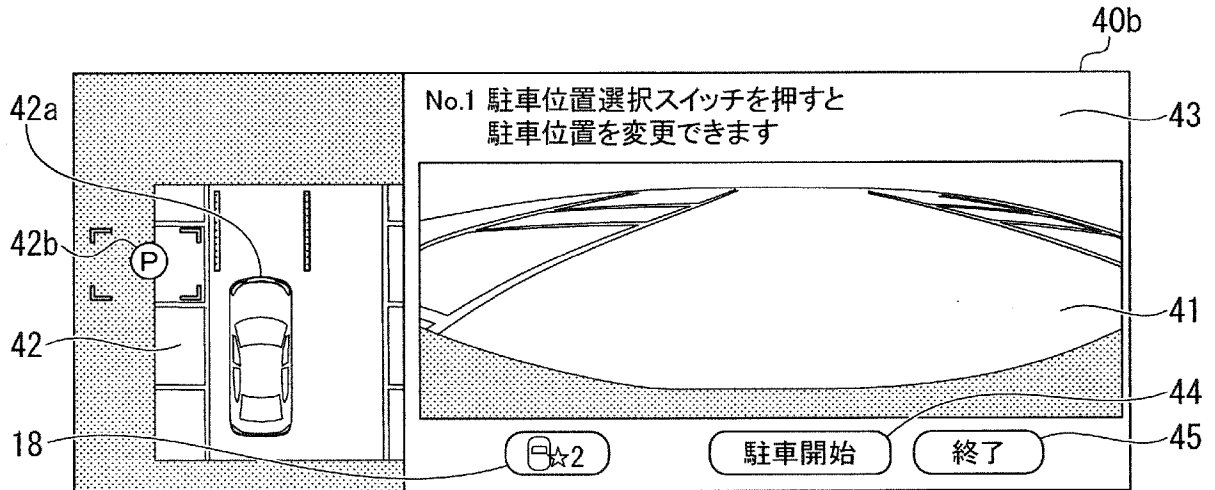 40b
No.1 駐車位置選択スイッチを押すと
駐車位置を変更できます
43
42a
42b
P
42
41
44
18
☆2
駐車開始
終了
45